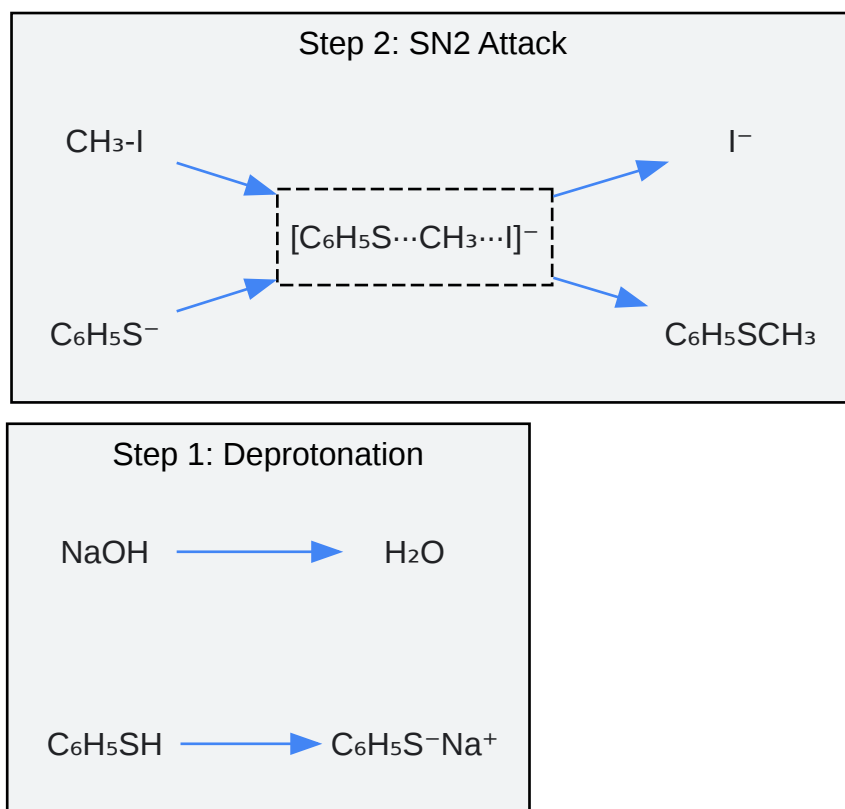 Step 2: SN2 Attack
CH₃-I
I⁻
[C₆H₅S···CH₃···I]⁻
C₆H₅S⁻
C₆H₅SCH₃
Step 1: Deprotonation
NaOH
H₂O
C₆H₅SH
C₆H₅S⁻Na⁺